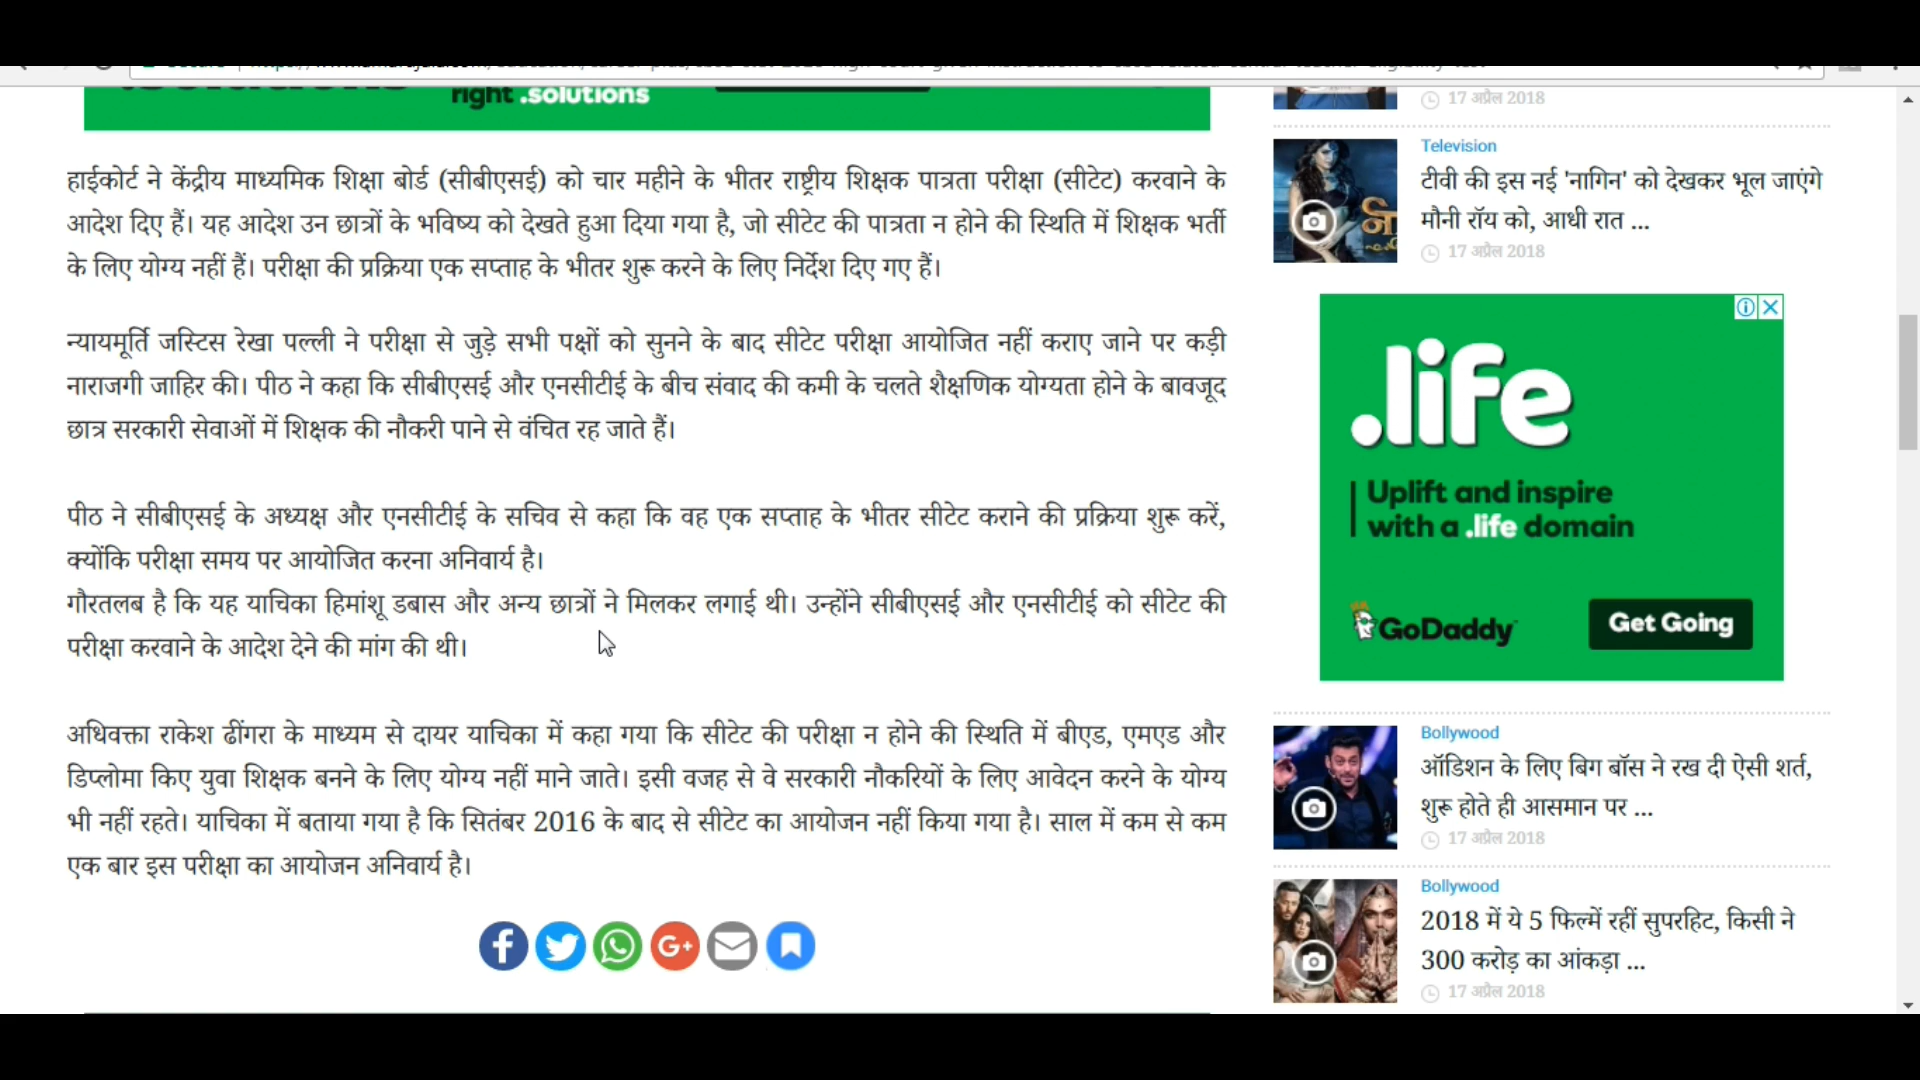 right .solutions
हाईकोर्ट ने केंद्रीय माध्यमिक शिक्षा बोर्ड (सीबीएसई) को चार महीने के भीतर राष्ट्रीय शिक्षक पात्रता परीक्षा (सीटेट) करवाने के
आदेश दिए हैं। यह आदेश उन छात्रों के भविष्य को देखते हुआ दिया गया है, जो सीटेट की पात्रता न होने की स्थिति में शिक्षक भर्ती
के लिए योग्य नहीं हैं। परीक्षा की प्रक्रिया एक सप्ताह के भीतर शुरू करने के लिए निर्देश दिए गए हैं।
न्यायमूर्ति जस्टिस रेखा पल्ली ने परीक्षा से जुड़े सभी पक्षों को सुनने के बाद सीटेट परीक्षा आयोजित नहीं कराए जाने पर कड़ी
नाराजगी जाहिर की। पीठ ने कहा कि सीबीएसई और एनसीटीई के बीच संवाद की कमी के चलते शैक्षणिक योग्यता होने के बावजूद
छात्र सरकारी सेवाओं में शिक्षक की नौकरी पाने से वंचित रह जाते हैं।
पीठ ने सीबीएसई के अध्यक्ष और एनसीटीई के सचिव से कहा कि वह एक सप्ताह के भीतर सीटेट कराने की प्रक्रिया शुरू करें,
क्योंकि परीक्षा समय पर आयोजित करना अनिवार्य है।
गौरतलब है कि यह याचिका हिमांशू डबास और अन्य छात्रों ने मिलकर लगाई थी। उन्होंने सीबीएसई और एनसीटीई को सीटेट की
परीक्षा करवाने के आदेश देने की मांग की थी।
अधिवक्ता राकेश ढींगरा के माध्यम से दायर याचिका में कहा गया कि सीटेट की परीक्षा न होने की स्थिति में बीएड, एमएड और
डिप्लोमा किए युवा शिक्षक बनने के लिए योग्य नहीं माने जाते। इसी वजह से वे सरकारी नौकरियों के लिए आवेदन करने के योग्य
भी नहीं रहते। याचिका में बताया गया है कि सितंबर 2016 के बाद से सीटेट का आयोजन नहीं किया गया है। साल में कम से कम
एक बार इस परीक्षा का आयोजन अनिवार्य है।
17 अप्रैल 2018
Television
टीवी की इस नई 'नागिन' को देखकर भूल जाएंगे
मौनी रॉय को, आधी रात ...
17 अप्रैल 2018
.life
Uplift and inspire
with a .life domain
GoDaddy
Get Going
Bollywood
ऑडिशन के लिए बिग बॉस ने रख दी ऐसी शर्त,
शुरू होते ही आसमान पर ...
17 अप्रैल 2018
Bollywood
2018 में ये 5 फिल्में रहीं सुपरहिट, किसी ने
300 करोड़ का आंकड़ा ...
17 अप्रैल 2018